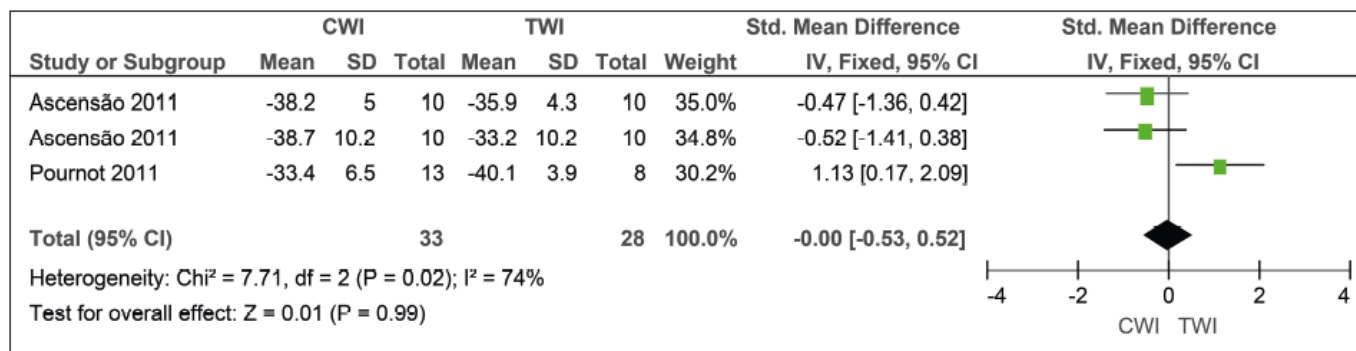 CWI TWI Std. Mean Difference Std. Mean Difference
Study or Subgroup Mean SD Total Mean SD Total Weight IV, Fixed, 95% CI IV, Fixed, 95% CI
Ascensão 2011 -38.2 5 10 -35.9 4.3 10 35.0% -0.47 [-1.36, 0.42]
Ascensão 2011 -38.7 10.2 10 -33.2 10.2 10 34.8% -0.52 [-1.41, 0.38]
Pournot 2011 -33.4 6.5 13 -40.1 3.9 8 30.2% 1.13 [0.17, 2.09]
Total (95% CI) 33 28 100.0% -0.00 [-0.53, 0.52]
Heterogeneity: Chi² = 7.71, df = 2 (P = 0.02); I² = 74%
Test for overall effect: Z = 0.01 (P = 0.99)
-4 -2 0 2 4
CWI TWI